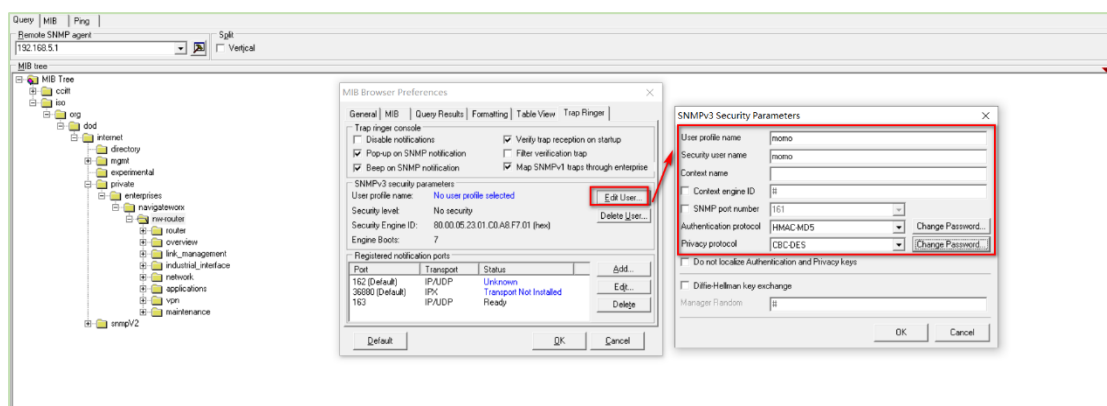 Query MIB Ping
Remote SNMP agent
Split
192.168.5.1
Vertical
MIB tree
MIB Tree
ccitt
iso
org
dod
internet
directory
mgmt
experimental
private
enterprises
navigateworx
nw-router
router
overview
link_management
industrial_interface
network
applications
vpn
maintenance
snmpV2
MIB Browser Preferences
General MIB Query Results Formatting Table View Trap Ringer
Trap ringer console
Disable notifications Verify trap reception on startup
Pop-up on SNMP notification Filter verification trap
Beep on SNMP notification Map SNMPv1 traps through enterprise
SNMPv3 security parameters
User profile name: No user profile selected Edit User...
Security level: No security Delete User...
Security Engine ID: 80.00.05.23.01.C0.A8.F7.01 (hex)
Engine Boots: 7
Registered notification ports
Port Transport Status Add...
162 (Default) IP/UDP Unknown
36880 (Default) IPX Transport Not Installed Edit...
163 IP/UDP Ready Delete
Default OK Cancel
SNMPv3 Security Parameters
User profile name momo
Security user name momo
Context name
Context engine ID #
SNMP port number 161
Authentication protocol HMAC-MD5 Change Password...
Privacy protocol CBC-DES Change Password...
Do not localize Authentication and Privacy keys
Diffie-Hellman key exchange
Manager Random #
OK Cancel